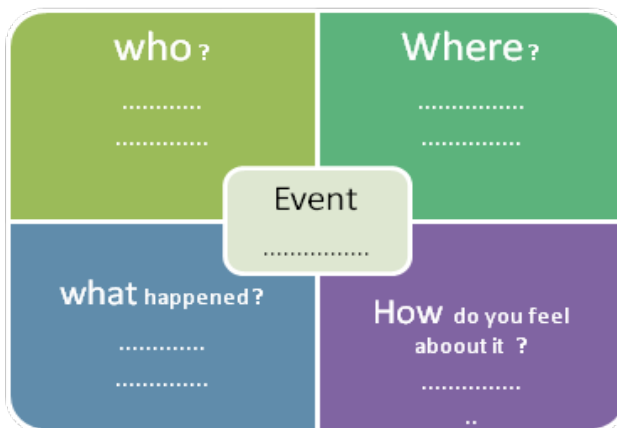 who ?
............
..............
Where ?
................
...............
Event
................
what happened ?
.............
..............
How do you feel
aboout it ?
...............
..